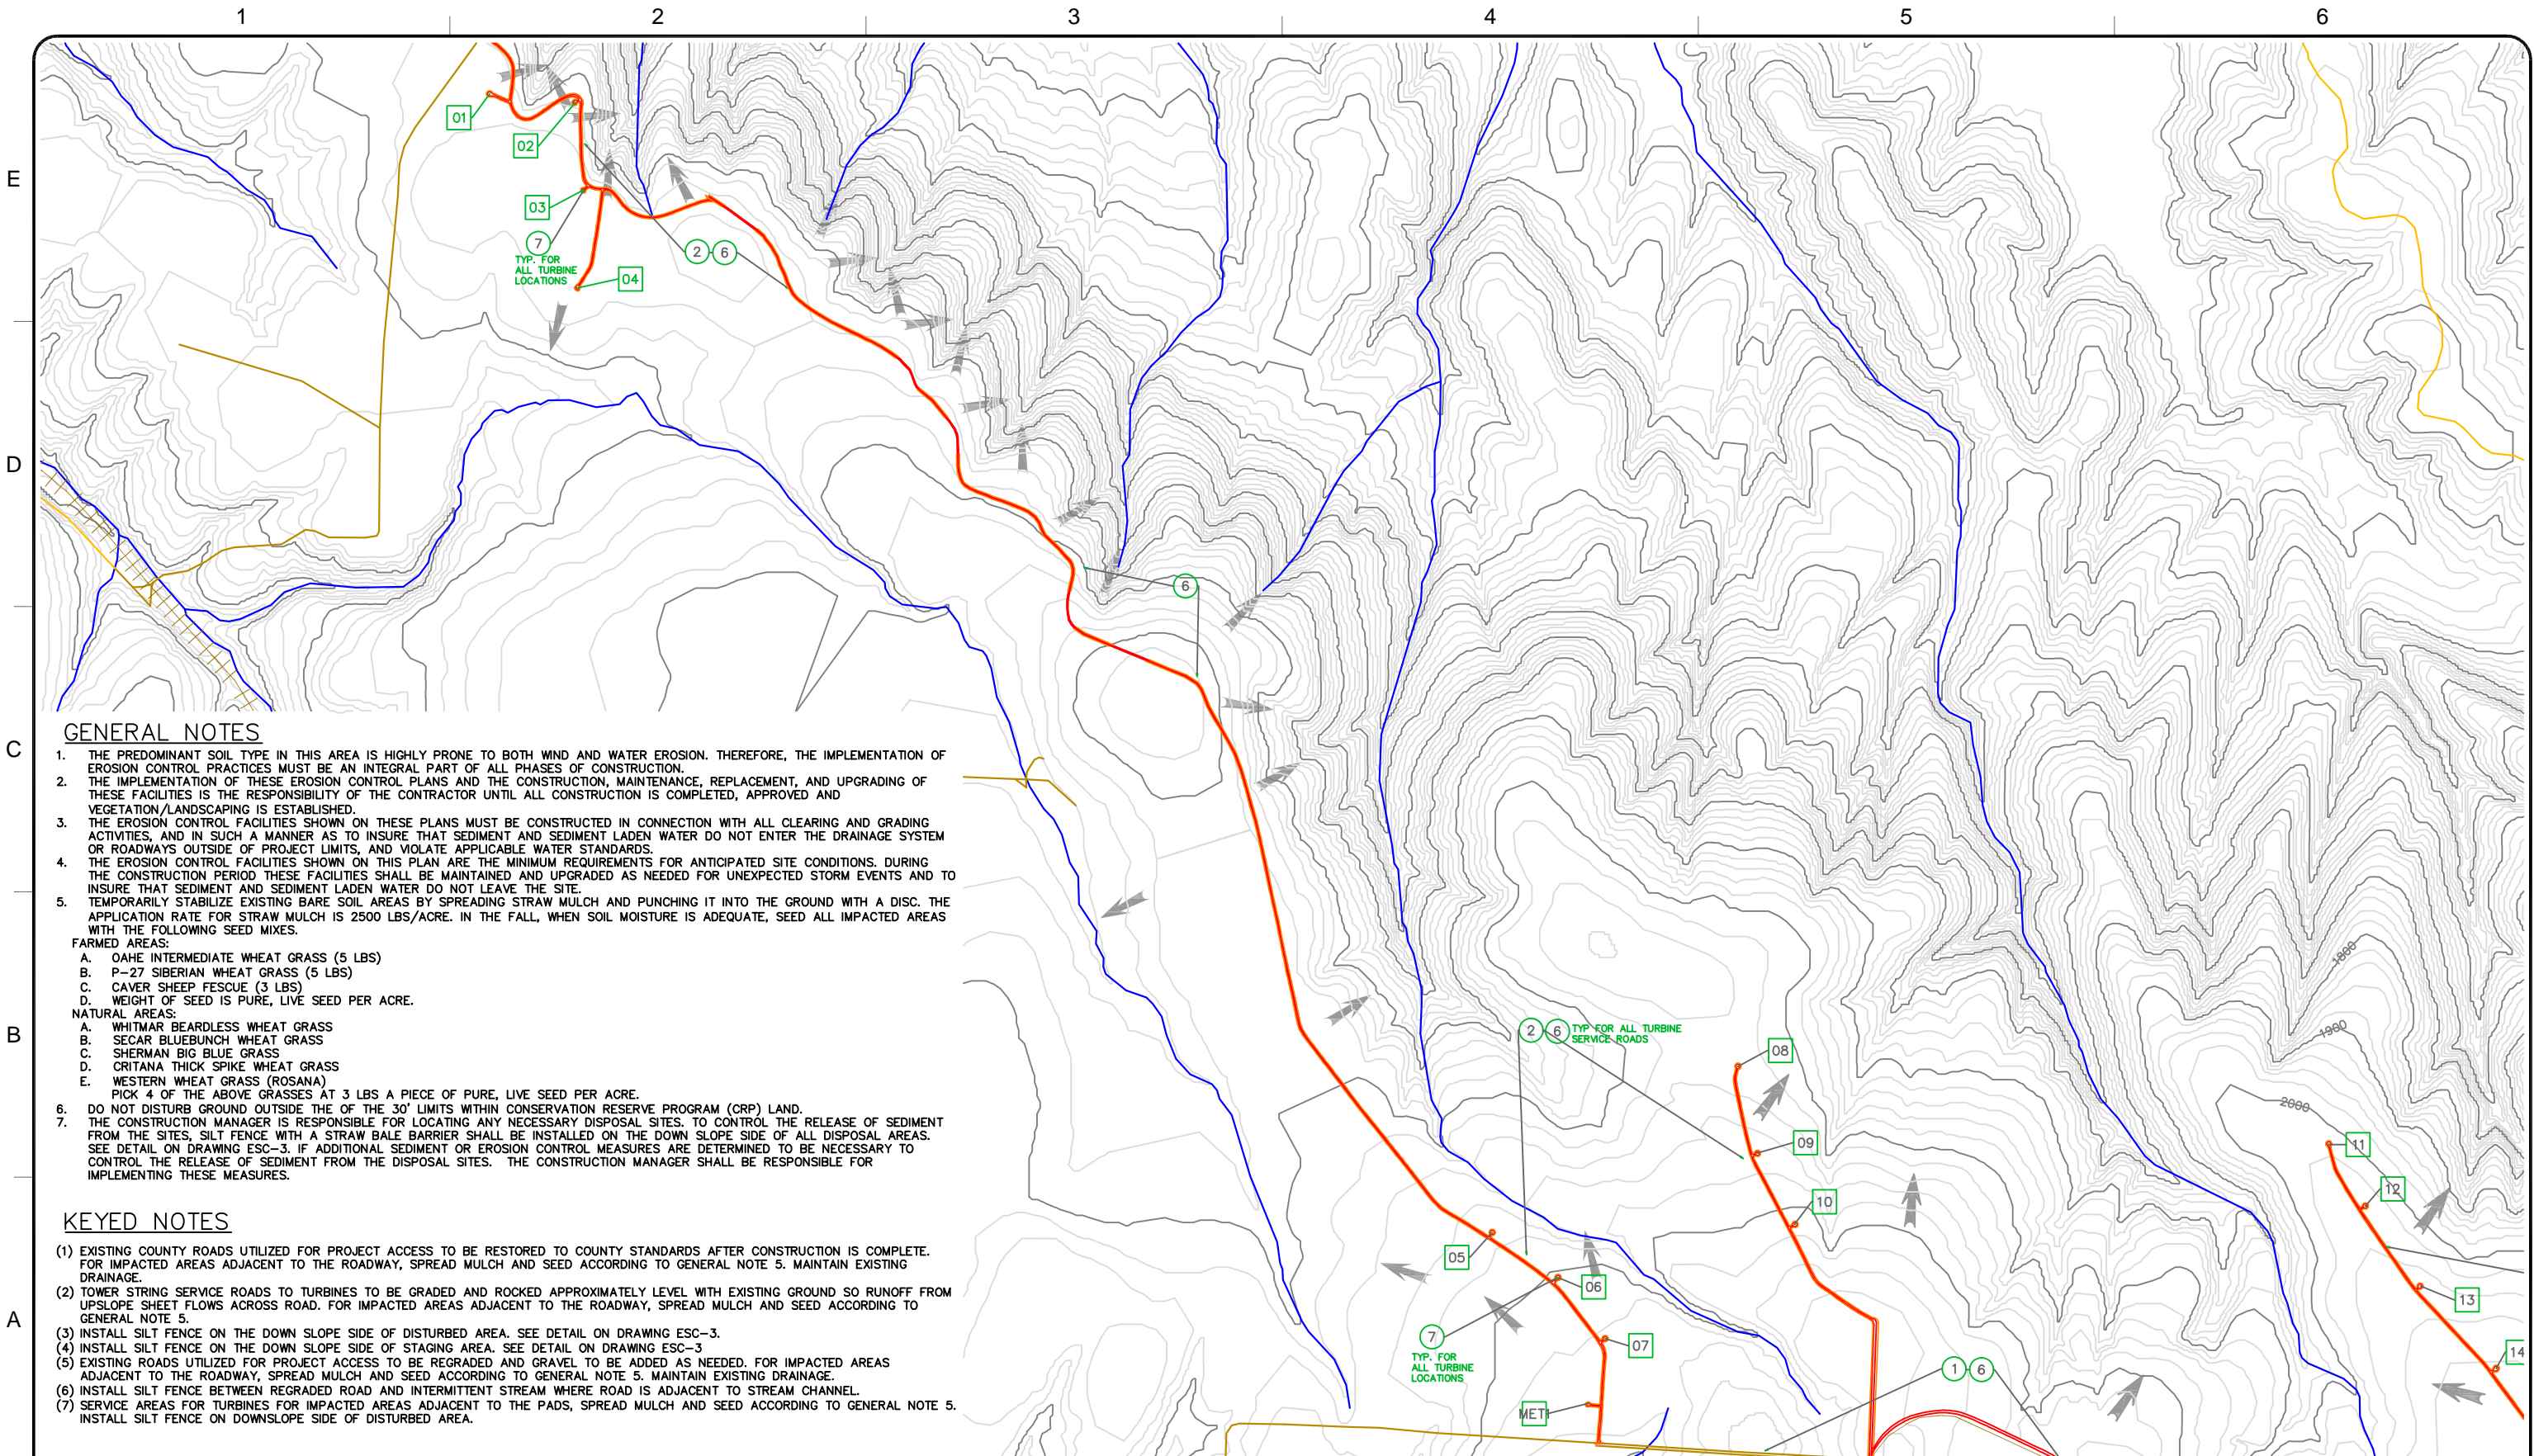 1 2 3 4 5 6
E
01
02
03
7
TYP. FOR
ALL TURBINE
LOCATIONS
04
2 6
D
6
C
GENERAL NOTES
1. THE PREDOMINANT SOIL TYPE IN THIS AREA IS HIGHLY PRONE TO BOTH WIND AND WATER EROSION. THEREFORE, THE IMPLEMENTATION OF
EROSION CONTROL PRACTICES MUST BE AN INTEGRAL PART OF ALL PHASES OF CONSTRUCTION.
2. THE IMPLEMENTATION OF THESE EROSION CONTROL PLANS AND THE CONSTRUCTION, MAINTENANCE, REPLACEMENT, AND UPGRADING OF
THESE FACILITIES IS THE RESPONSIBILITY OF THE CONTRACTOR UNTIL ALL CONSTRUCTION IS COMPLETED, APPROVED AND
VEGETATION/LANDSCAPING IS ESTABLISHED.
3. THE EROSION CONTROL FACILITIES SHOWN ON THESE PLANS MUST BE CONSTRUCTED IN CONNECTION WITH ALL CLEARING AND GRADING
ACTIVITIES, AND IN SUCH A MANNER AS TO INSURE THAT SEDIMENT AND SEDIMENT LADEN WATER DO NOT ENTER THE DRAINAGE SYSTEM
OR ROADWAYS OUTSIDE OF PROJECT LIMITS, AND VIOLATE APPLICABLE WATER STANDARDS.
4. THE EROSION CONTROL FACILITIES SHOWN ON THIS PLAN ARE THE MINIMUM REQUIREMENTS FOR ANTICIPATED SITE CONDITIONS. DURING
THE CONSTRUCTION PERIOD THESE FACILITIES SHALL BE MAINTAINED AND UPGRADED AS NEEDED FOR UNEXPECTED STORM EVENTS AND TO
INSURE THAT SEDIMENT AND SEDIMENT LADEN WATER DO NOT LEAVE THE SITE.
5. TEMPORARILY STABILIZE EXISTING BARE SOIL AREAS BY SPREADING STRAW MULCH AND PUNCHING IT INTO THE GROUND WITH A DISC. THE
APPLICATION RATE FOR STRAW MULCH IS 2500 LBS/ACRE. IN THE FALL, WHEN SOIL MOISTURE IS ADEQUATE, SEED ALL IMPACTED AREAS
WITH THE FOLLOWING SEED MIXES.
FARMED AREAS:
A. OAHE INTERMEDIATE WHEAT GRASS (5 LBS)
B. P-27 SIBERIAN WHEAT GRASS (5 LBS)
C. CAVER SHEEP FESCUE (3 LBS)
D. WEIGHT OF SEED IS PURE, LIVE SEED PER ACRE.
NATURAL AREAS:
A. WHITMAR BEARDLESS WHEAT GRASS
B. SECAR BLUEBUNCH WHEAT GRASS
C. SHERMAN BIG BLUE GRASS
D. CRITANA THICK SPIKE WHEAT GRASS
E. WESTERN WHEAT GRASS (ROSANA)
PICK 4 OF THE ABOVE GRASSES AT 3 LBS A PIECE OF PURE, LIVE SEED PER ACRE.
6. DO NOT DISTURB GROUND OUTSIDE THE OF THE 30' LIMITS WITHIN CONSERVATION RESERVE PROGRAM (CRP) LAND.
7. THE CONSTRUCTION MANAGER IS RESPONSIBLE FOR LOCATING ANY NECESSARY DISPOSAL SITES. TO CONTROL THE RELEASE OF SEDIMENT
FROM THE SITES, SILT FENCE WITH A STRAW BALE BARRIER SHALL BE INSTALLED ON THE DOWN SLOPE SIDE OF ALL DISPOSAL AREAS.
SEE DETAIL ON DRAWING ESC-3. IF ADDITIONAL SEDIMENT OR EROSION CONTROL MEASURES ARE DETERMINED TO BE NECESSARY TO
CONTROL THE RELEASE OF SEDIMENT FROM THE DISPOSAL SITES. THE CONSTRUCTION MANAGER SHALL BE RESPONSIBLE FOR
IMPLEMENTING THESE MEASURES.
KEYED NOTES
(1) EXISTING COUNTY ROADS UTILIZED FOR PROJECT ACCESS TO BE RESTORED TO COUNTY STANDARDS AFTER CONSTRUCTION IS COMPLETE.
FOR IMPACTED AREAS ADJACENT TO THE ROADWAY, SPREAD MULCH AND SEED ACCORDING TO GENERAL NOTE 5. MAINTAIN EXISTING
DRAINAGE.
(2) TOWER STRING SERVICE ROADS TO TURBINES TO BE GRADED AND ROCKED APPROXIMATELY LEVEL WITH EXISTING GROUND SO RUNOFF FROM
UPSLOPE SHEET FLOWS ACROSS ROAD. FOR IMPACTED AREAS ADJACENT TO THE ROADWAY, SPREAD MULCH AND SEED ACCORDING TO
GENERAL NOTE 5.
(3) INSTALL SILT FENCE ON THE DOWN SLOPE SIDE OF DISTURBED AREA. SEE DETAIL ON DRAWING ESC-3.
(4) INSTALL SILT FENCE ON THE DOWN SLOPE SIDE OF STAGING AREA. SEE DETAIL ON DRAWING ESC-3
(5) EXISTING ROADS UTILIZED FOR PROJECT ACCESS TO BE REGRADED AND GRAVEL TO BE ADDED AS NEEDED. FOR IMPACTED AREAS
ADJACENT TO THE ROADWAY, SPREAD MULCH AND SEED ACCORDING TO GENERAL NOTE 5. MAINTAIN EXISTING DRAINAGE.
(6) INSTALL SILT FENCE BETWEEN REGRADED ROAD AND INTERMITTENT STREAM WHERE ROAD IS ADJACENT TO STREAM CHANNEL.
(7) SERVICE AREAS FOR TURBINES FOR IMPACTED AREAS ADJACENT TO THE PADS, SPREAD MULCH AND SEED ACCORDING TO GENERAL NOTE 5.
INSTALL SILT FENCE ON DOWNSLOPE SIDE OF DISTURBED AREA.
1800
B
1900
2 6 TYP FOR ALL TURBINE
SERVICE ROADS
08
2000
09
11
12
10
05
06
13
A
7
TYP. FOR
ALL TURBINE
LOCATIONS
07
14
1 6
MET1